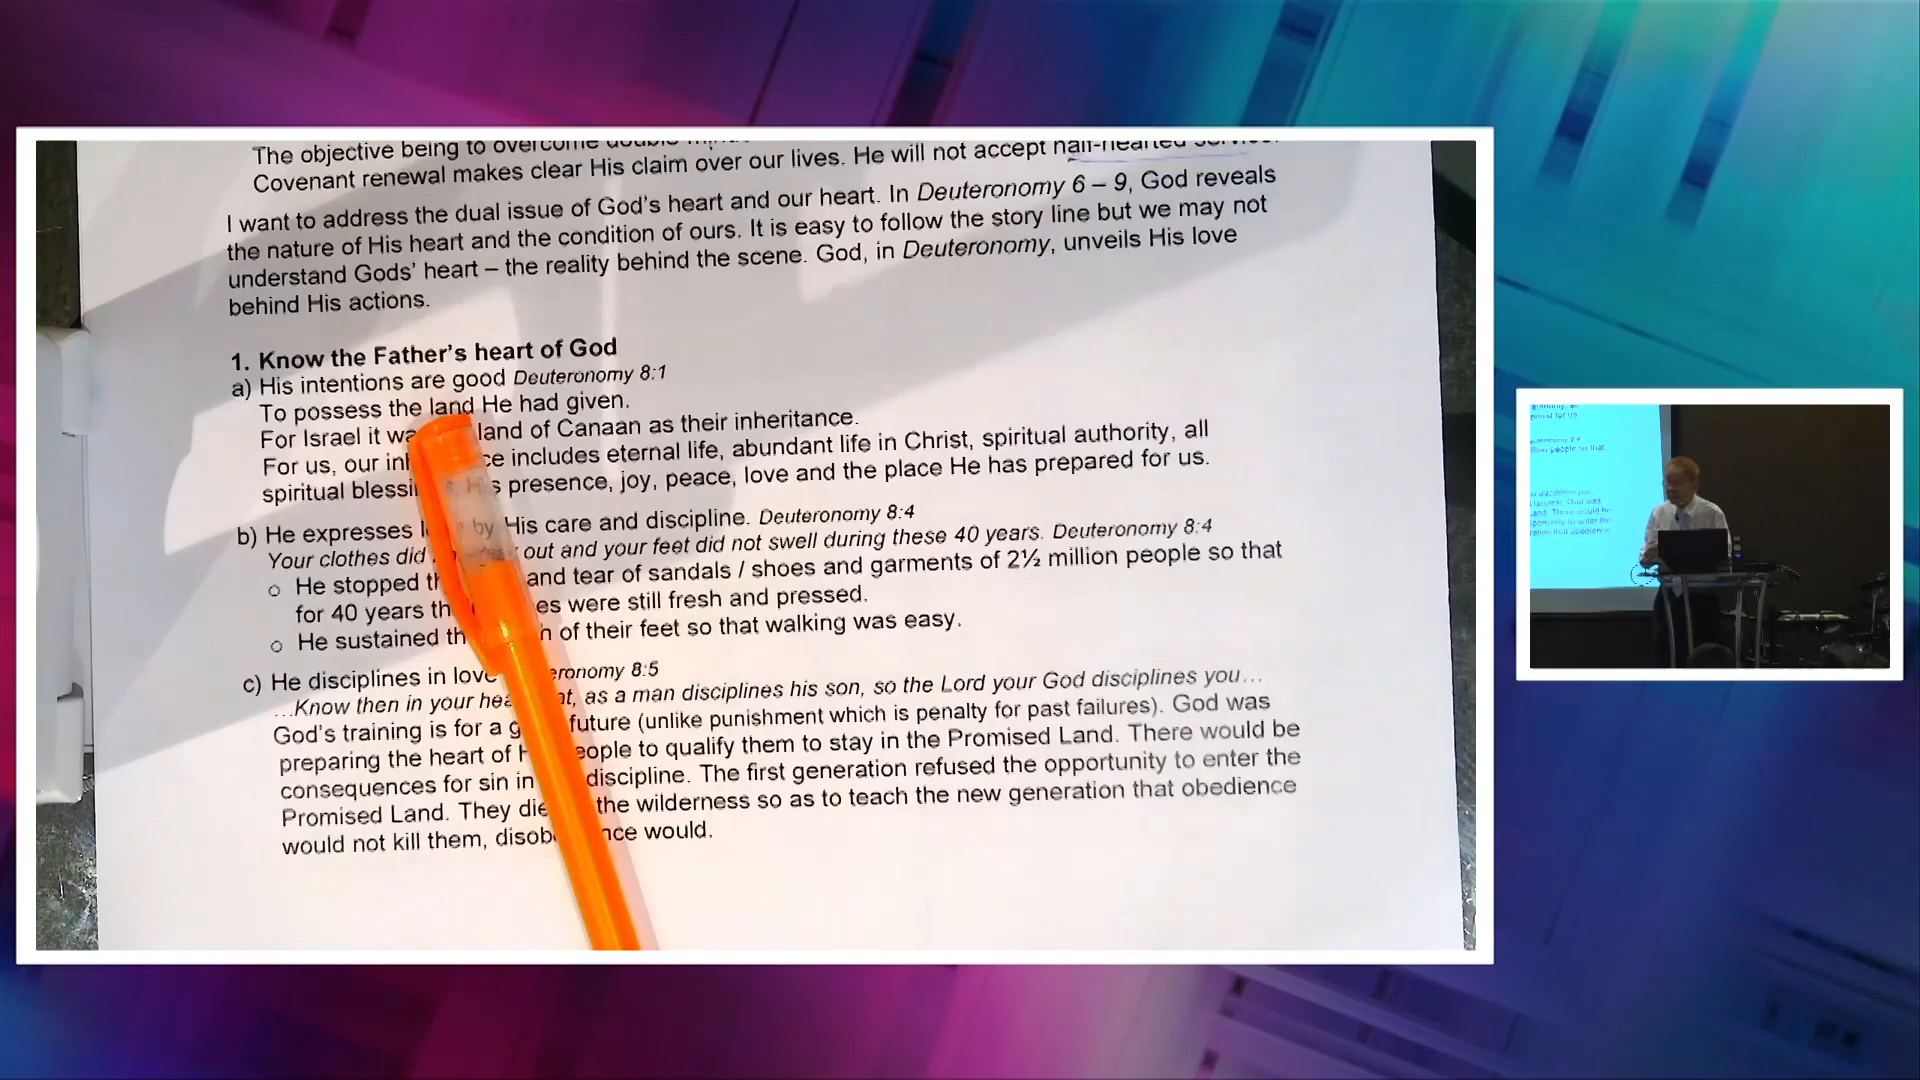 The objective being to overcome
Covenant renewal makes clear His claim over our lives. He will not accept half-hearted service.
I want to address the dual issue of God's heart and our heart. In Deuteronomy 6 – 9, God reveals
the nature of His heart and the condition of ours. It is easy to follow the story line but we may not
understand Gods' heart – the reality behind the scene. God, in Deuteronomy, unveils His love
behind His actions.
1. Know the Father's heart of God
a) His intentions are good Deuteronomy 8:1
To possess the land He had given.
For Israel it land of Canaan as their inheritance.
For us, our includes eternal life, abundant life in Christ, spiritual authority, all
spiritual His presence, joy, peace, love and the place He has prepared for us.
b) He expresses by His care and discipline. Deuteronomy 8:4
Your clothes did out and your feet did not swell during these 40 years. Deuteronomy 8:4
o He stopped and tear of sandals / shoes and garments of 2½ million people so that
for 40 years were still fresh and pressed.
o He sustained of their feet so that walking was easy.
c) He disciplines in 8:5
...Know then in your as a man disciplines his son, so the Lord your God disciplines you...
God's training is for a future (unlike punishment which is penalty for past failures). God was
preparing the heart of to qualify them to stay in the Promised Land. There would be
consequences for sin in discipline. The first generation refused the opportunity to enter the
Promised Land. They the wilderness so as to teach the new generation that obedience
would not kill them, would.